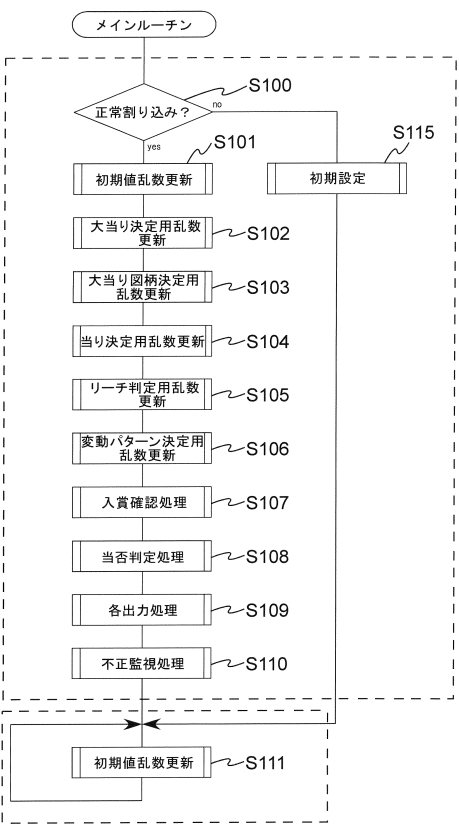 メインルーチン
正常割り込み？
S100
no
yes
S101
S115
初期値乱数更新
初期設定
大当り決定用乱数
更新
S102
大当り図柄決定用
乱数更新
S103
当り決定用乱数更新
S104
リーチ判定用乱数
更新
S105
変動パターン決定用
乱数更新
S106
入賞確認処理
S107
当否判定処理
S108
各出力処理
S109
不正監視処理
S110
初期値乱数更新
S111